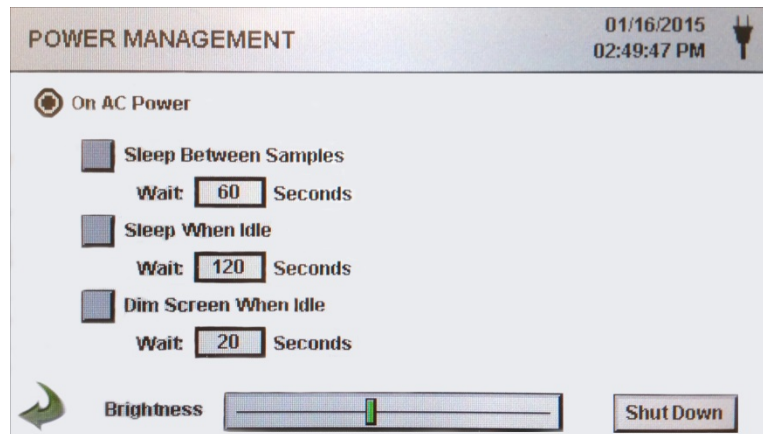 POWER MANAGEMENT
01/16/2015
02:49:47 PM
On AC Power
Sleep Between Samples
Wait: 60 Seconds
Sleep When Idle
Wait: 120 Seconds
Dim Screen When Idle
Wait: 20 Seconds
Brightness
Shut Down